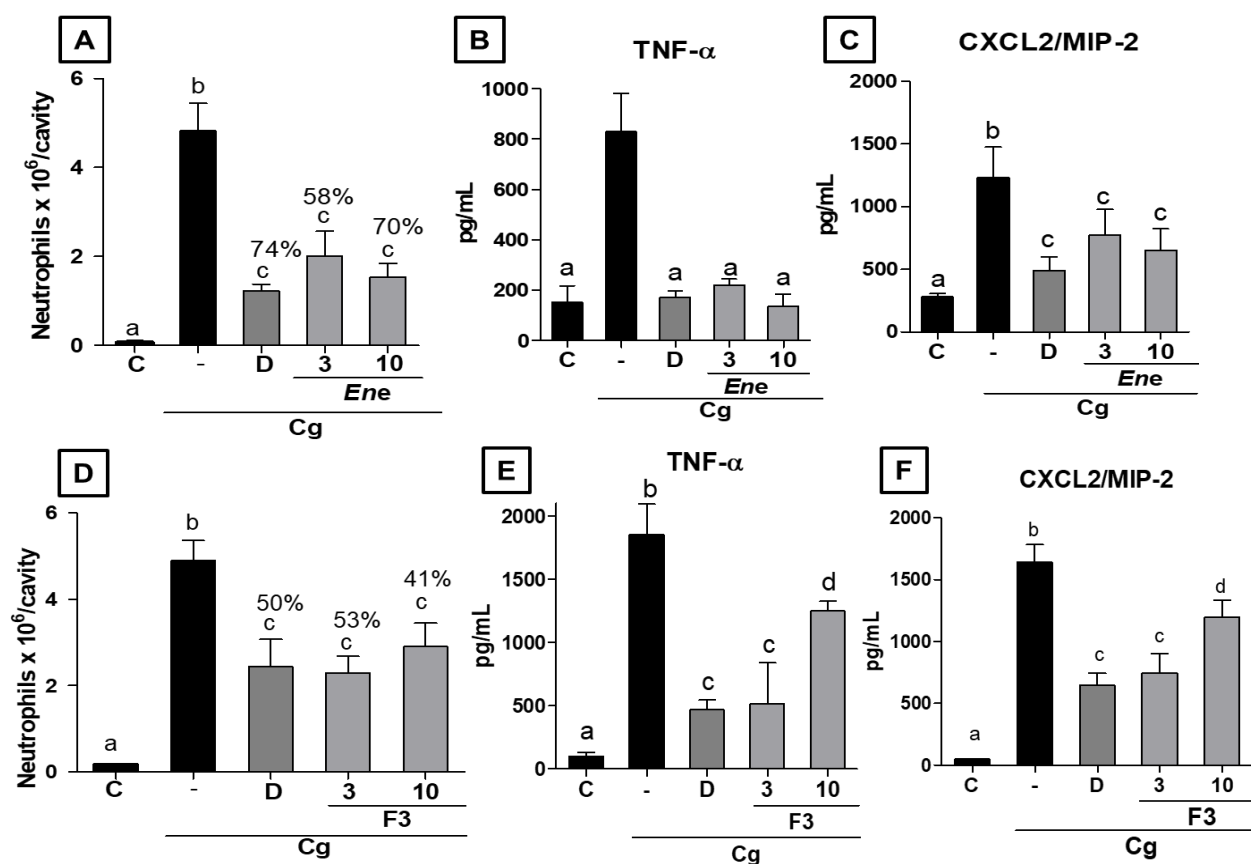 A
Neutrophils x 10⁶/cavity
6
4
2
0
a
b
74%
c
58%
c
70%
c
C
-
D
3
10
Ene
Cg
B
TNF-α
pg/mL
1000
800
600
400
200
0
a
a
a
a
C
-
D
3
10
Ene
Cg
C
CXCL2/MIP-2
pg/mL
2000
1500
1000
500
0
a
b
c
c
c
C
-
D
3
10
Ene
Cg
D
Neutrophils x 10⁶/cavity
6
4
2
0
a
b
50%
c
53%
c
41%
c
C
-
D
3
10
F3
Cg
E
TNF-α
pg/mL
2000
1500
1000
500
0
a
b
c
c
d
C
-
D
3
10
F3
Cg
F
CXCL2/MIP-2
pg/mL
2000
1500
1000
500
0
a
b
c
c
d
C
-
D
3
10
F3
Cg